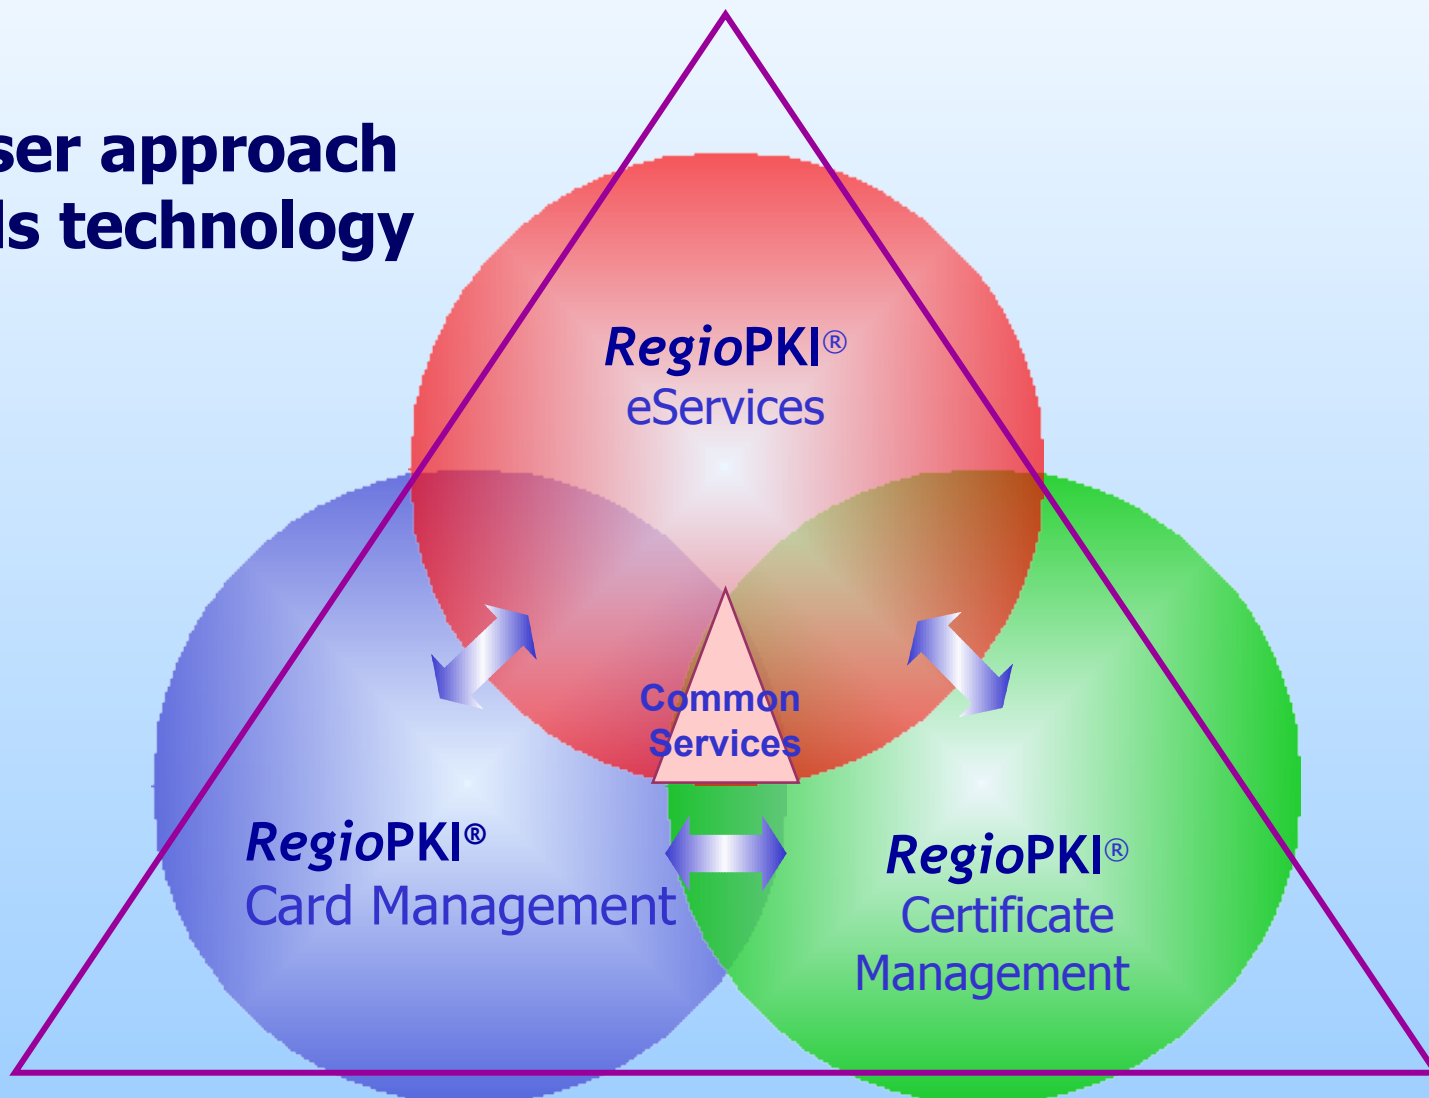 ser approach
ls technology
RegioPKI®
eServices
Common
Services
RegioPKI®
Card Management
RegioPKI®
Certificate
Management